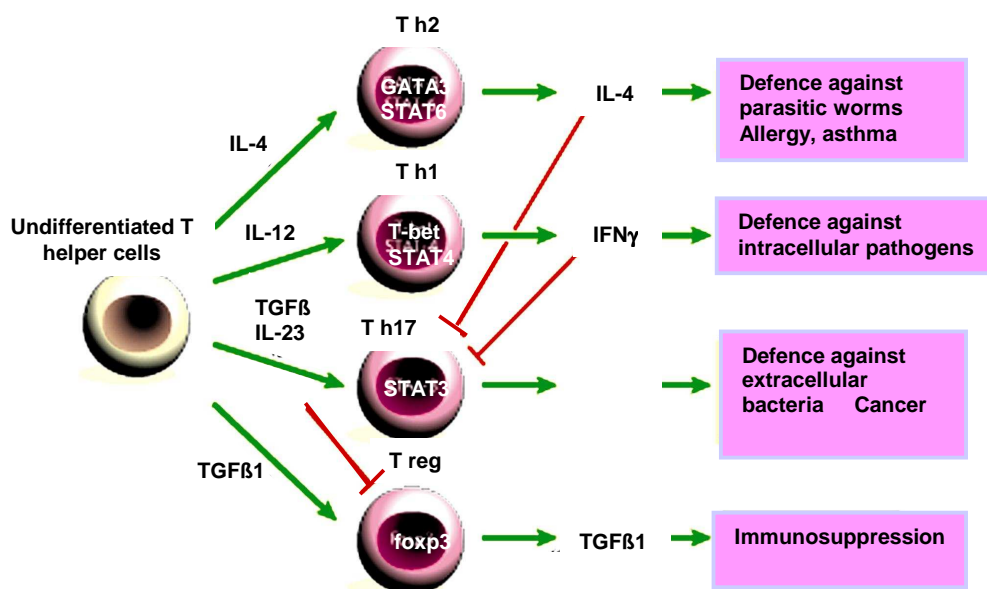 T h2
GATA3
STAT6
IL-4
IL-4
Defence against
parasitic worms
Allergy, asthma
T h1
Undifferentiated T
helper cells
IL-12
T-bet
STAT4
IFNγ
Defence against
intracellular pathogens
TGFß
IL-23
T h17
STAT3
Defence against
extracellular
bacteria Cancer
TGFß1
T reg
foxp3
TGFß1
Immunosuppression